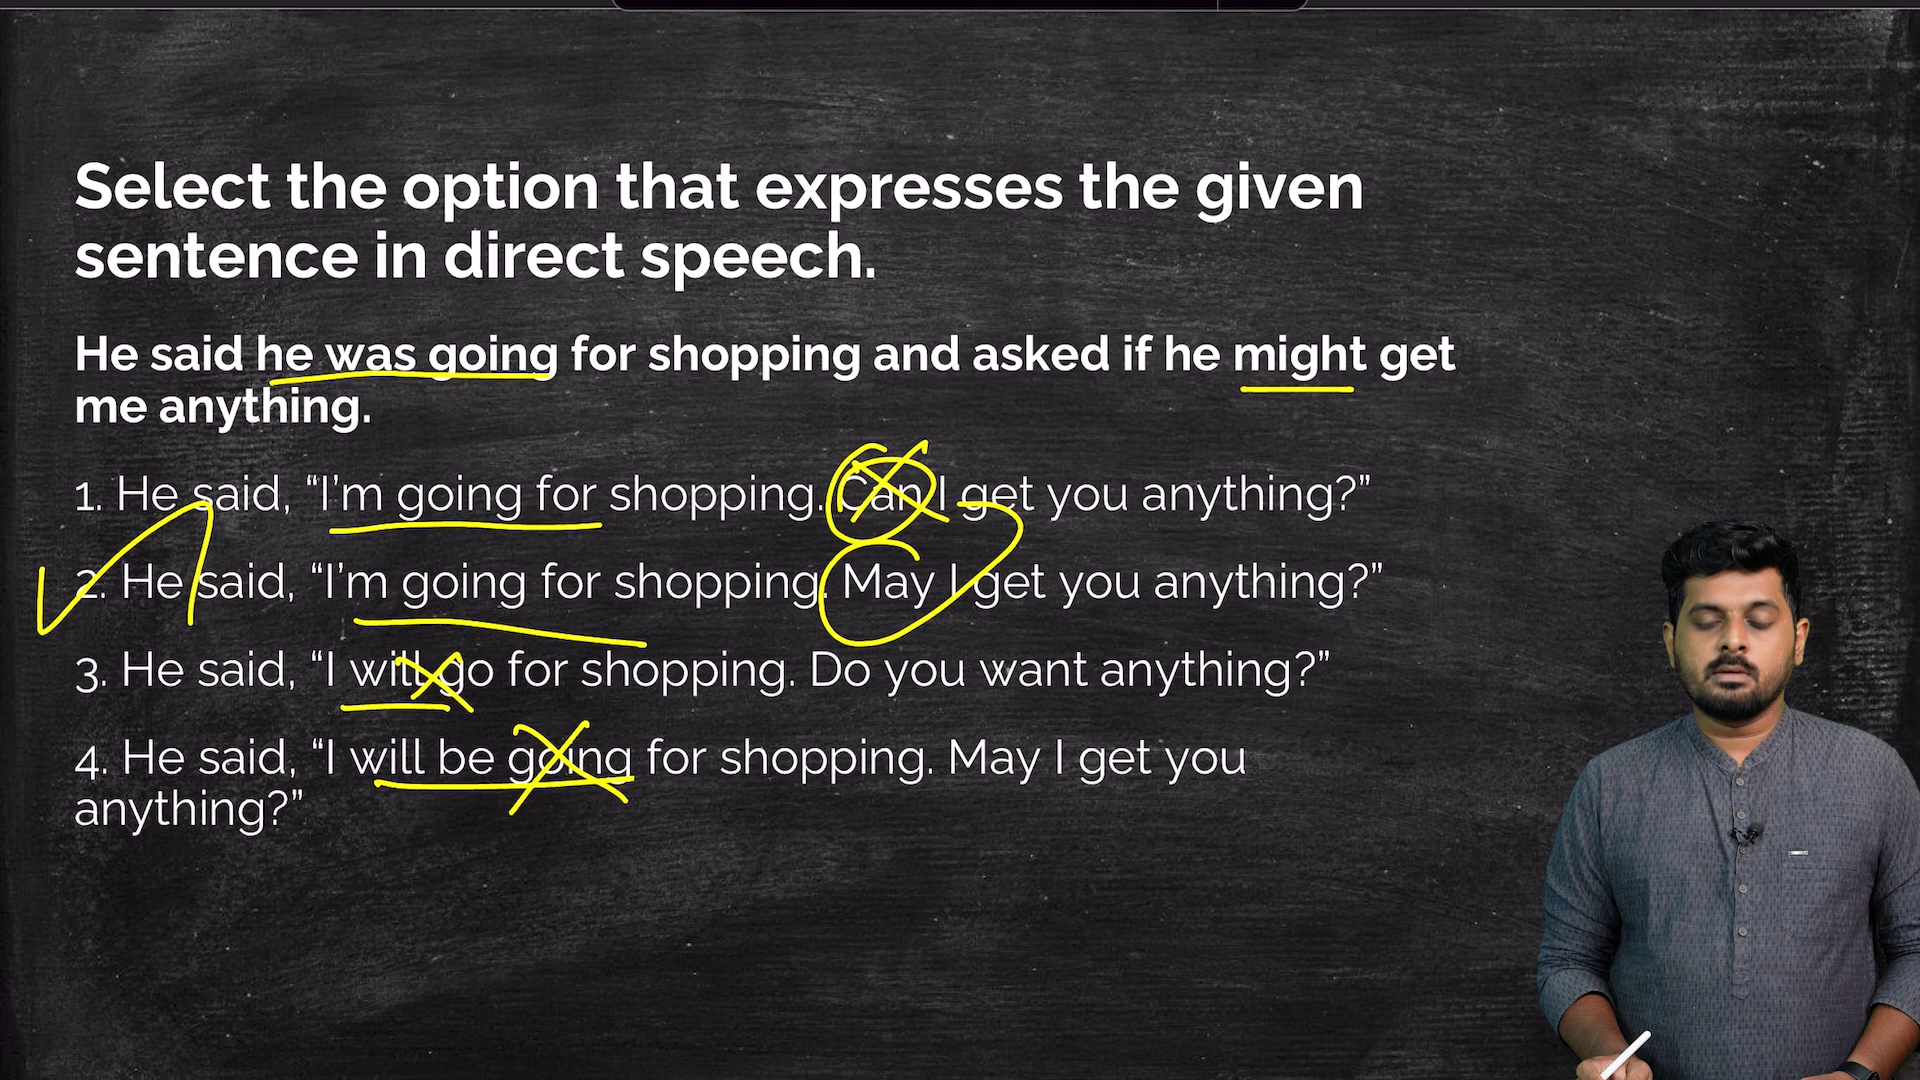 Select the option that expresses the given
sentence in direct speech.
He said he was going for shopping and asked if he might get
me anything.
1. He said, “I’m going for shopping. Can I get you anything?”
2. He said, “I’m going for shopping. May I get you anything?”
3. He said, “I will go for shopping. Do you want anything?”
4. He said, “I will be going for shopping. May I get you
anything?”